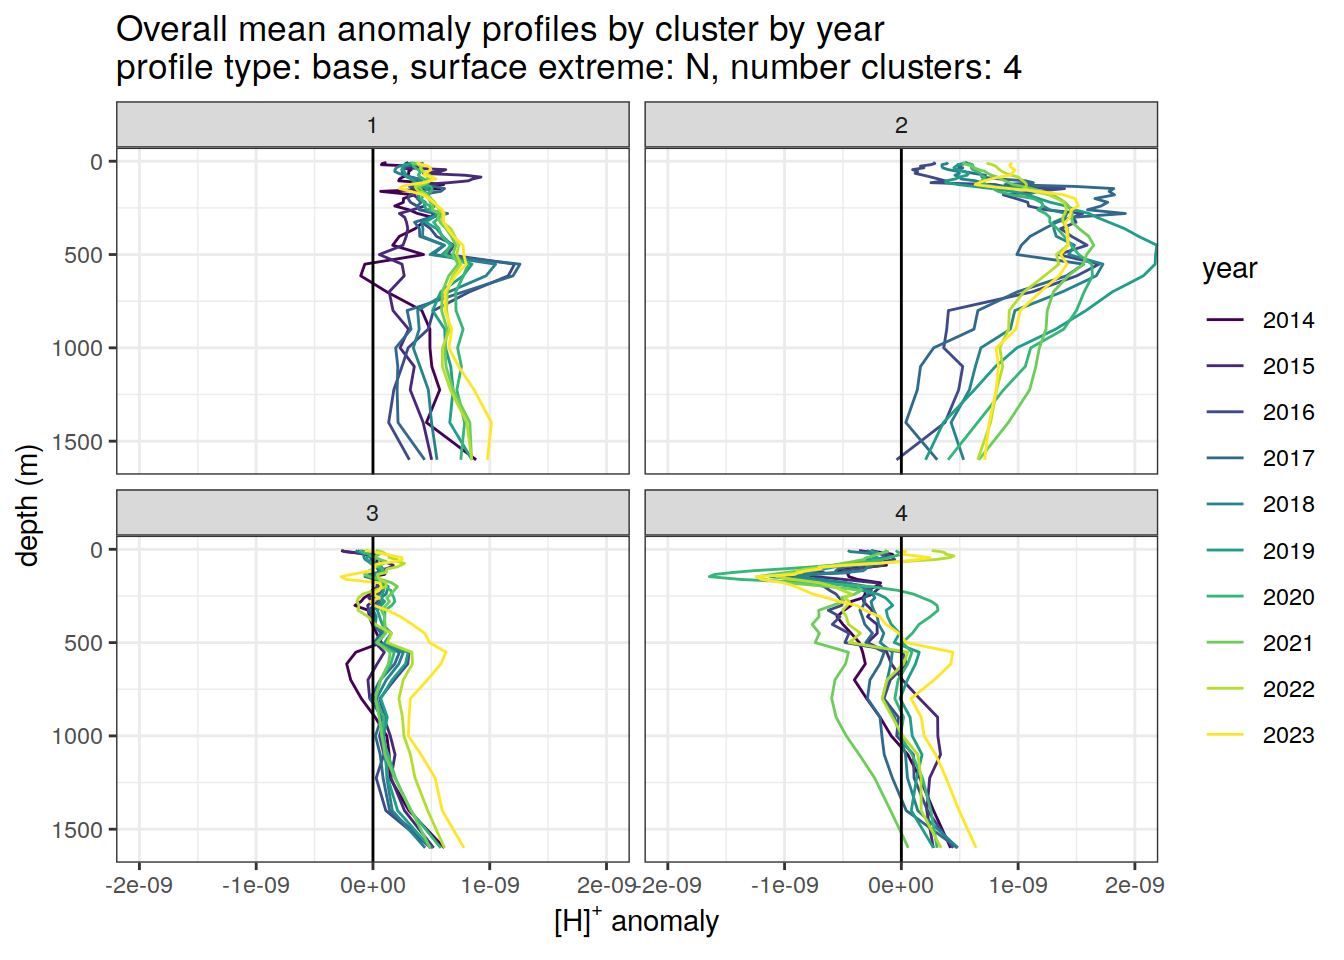 Overall mean anomaly profiles by cluster by year
profile type: base, surface extreme: N, number clusters: 4
1
2
0
500
1000
1500
3
4
0
500
1000
1500
-2e-09
-1e-09
0e+00
1e-09
2e-09
-2e-09
-1e-09
0e+00
1e-09
2e-09
[H]⁺ anomaly
depth (m)
year
2014
2015
2016
2017
2018
2019
2020
2021
2022
2023